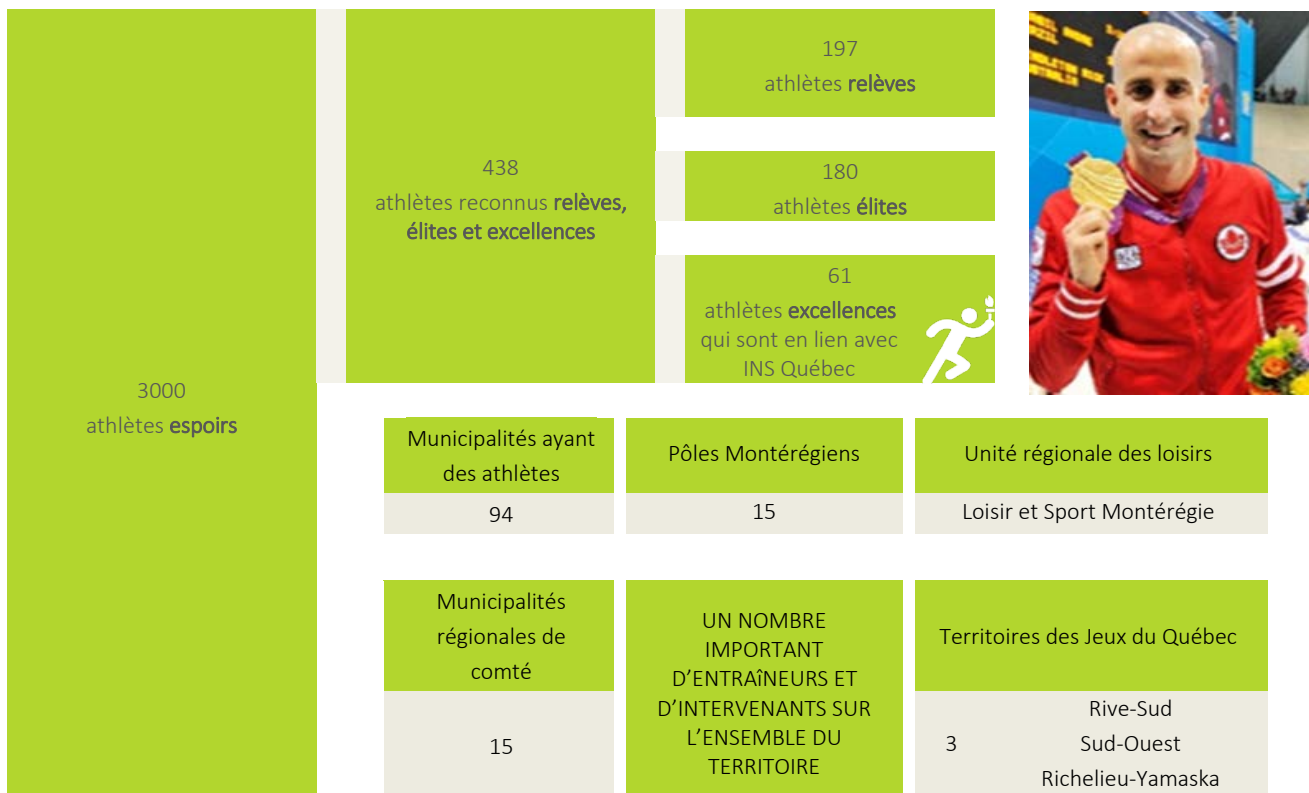 3000
athlètes espoirs
438
athlètes reconnus relèves,
élites et excellences
197
athlètes relèves
180
athlètes élites
61
athlètes excellences
qui sont en lien avec
INS Québec
Municipalités ayant
des athlètes
94
Pôles Montérégiens
15
Unité régionale des loisirs
Loisir et Sport Montérégie
Municipalités
régionales de
comté
15
UN NOMBRE
IMPORTANT
D’ENTRAîNEURS ET
D’INTERVENANTS SUR
L’ENSEMBLE DU
TERRITOIRE
Territoires des Jeux du Québec
3
Rive-Sud
Sud-Ouest
Richelieu-Yamaska